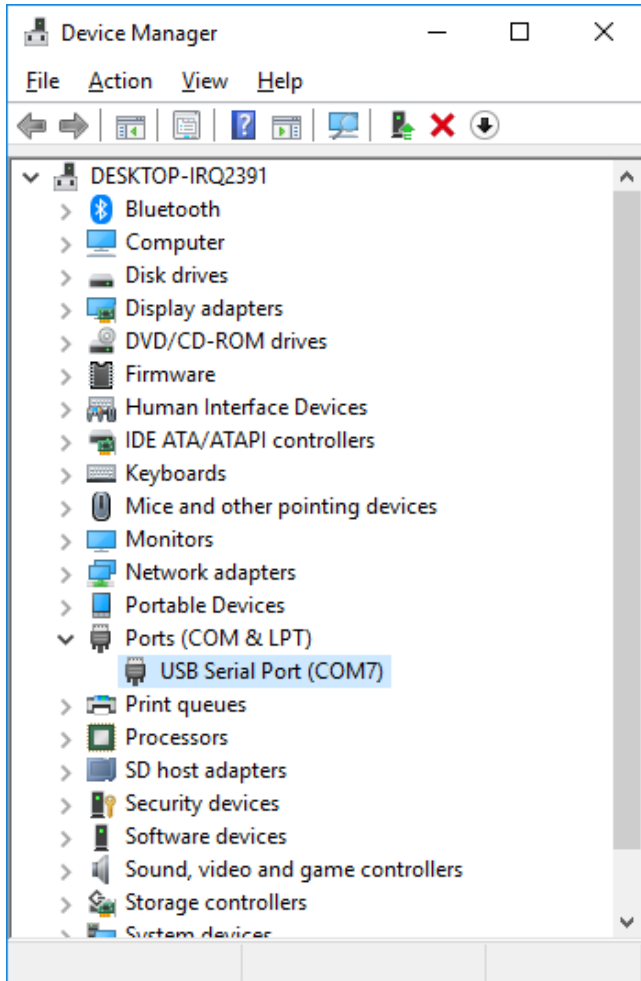 Device Manager
File Action View Help
DESKTOP-IRQ2391
Bluetooth
Computer
Disk drives
Display adapters
DVD/CD-ROM drives
Firmware
Human Interface Devices
IDE ATA/ATAPI controllers
Keyboards
Mice and other pointing devices
Monitors
Network adapters
Portable Devices
Ports (COM & LPT)
USB Serial Port (COM7)
Print queues
Processors
SD host adapters
Security devices
Software devices
Sound, video and game controllers
Storage controllers
System devices